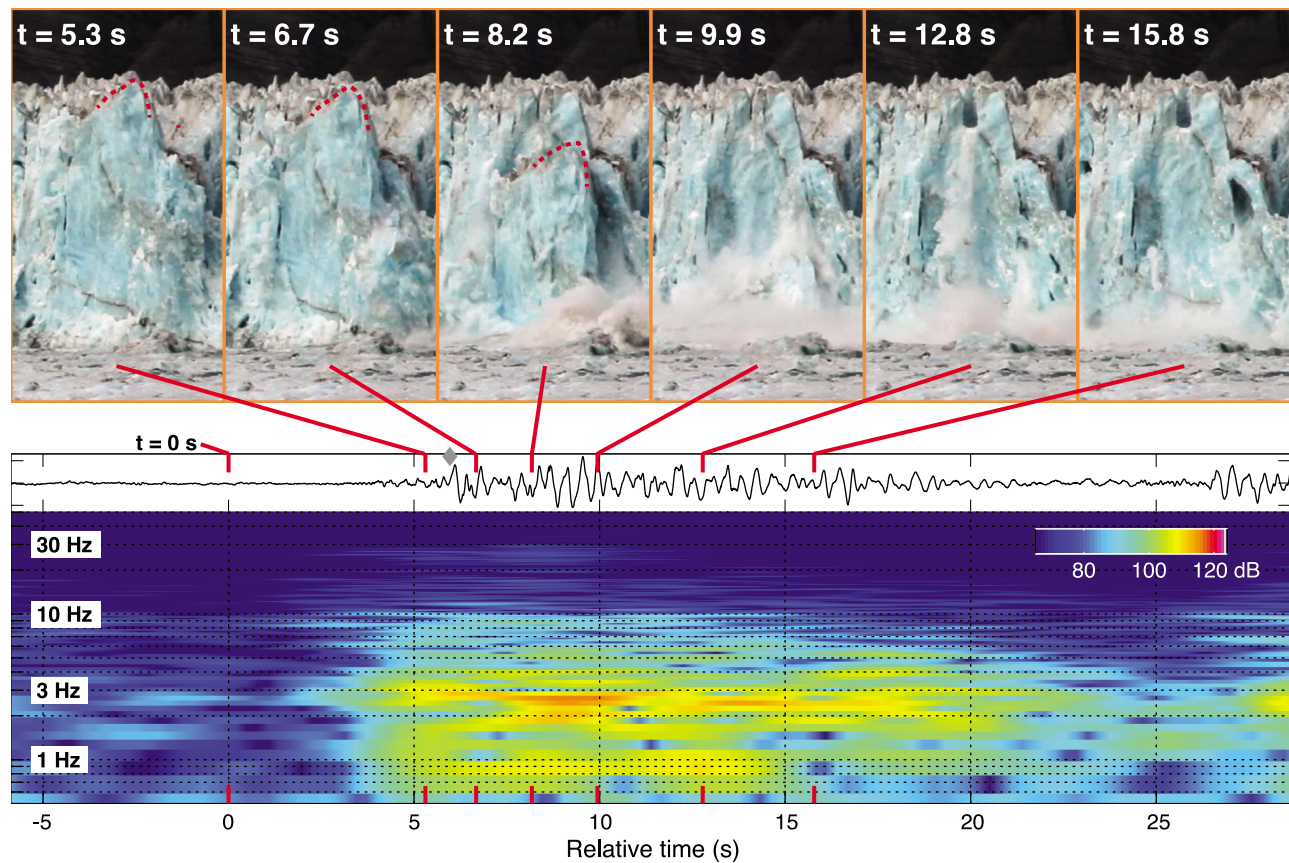 t = 5.3 s t = 6.7 s t = 8.2 s t = 9.9 s t = 12.8 s t = 15.8 s
t = 0 s
30 Hz
80 100 120 dB
10 Hz
3 Hz
1 Hz
-5 0 5 10 15 20 25
Relative time (s)